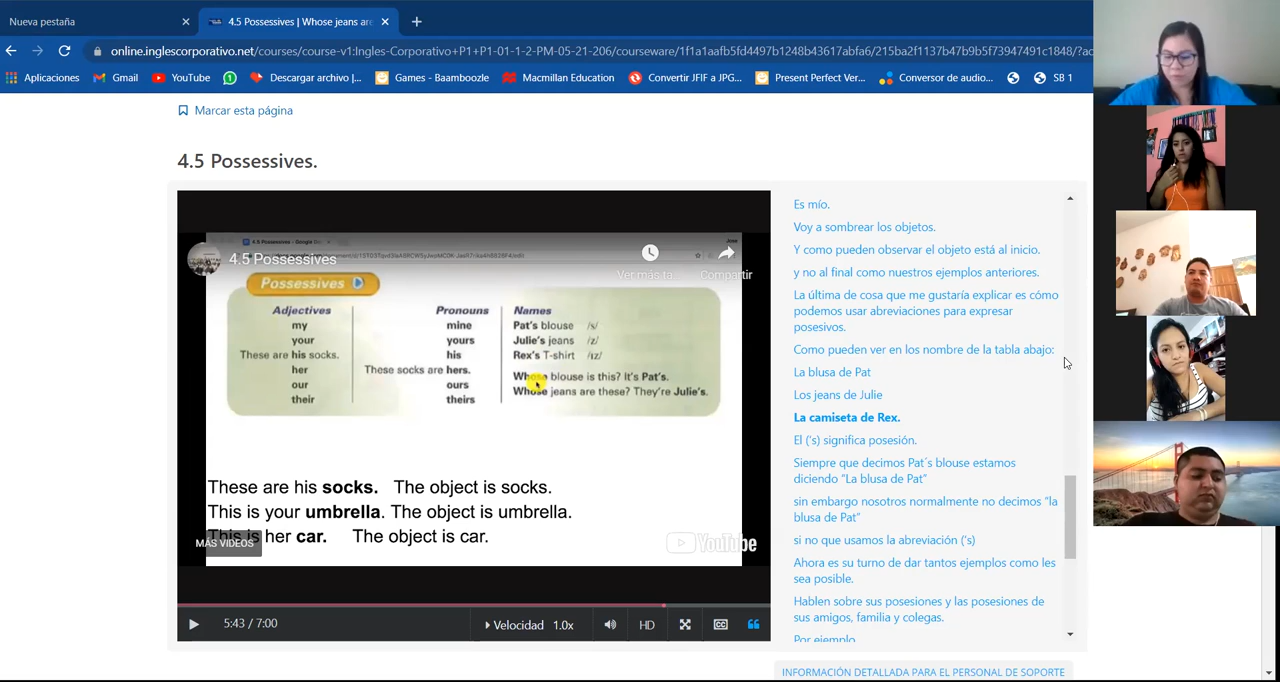 Nueva pestaña
4.5 Possessives | Whose jeans are
online.inglescorporativo.net/courses/course-v1:Ingles-Corporativo+P1+P1-01-1-2-PM-05-21-206/courseware/1f1a1aafb5fd4497b1248b43617abfa6/215ba2f1137b47b9b5f73947491c1848/?ac
Aplicaciones
Gmail
YouTube
Descargar archivo |...
Games - Baamboozle
Macmillan Education
Convertir JFIF a JPG...
Present Perfect Ver...
Conversor de audio...
SB 1
Marcar esta página
4.5 Possessives.
4.5 Possessives
Ver más ta...
Compartir
Possessives
Adjectives
my
your
These are his socks.
her
our
their
Pronouns
mine
yours
his
These socks are hers.
ours
theirs
Names
Pat's blouse /s/
Julie's jeans /z/
Rex's T-shirt /ɪz/
Whose blouse is this? It's Pat's.
Whose jeans are these? They're Julie's.
These are his socks. The object is socks.
This is your umbrella. The object is umbrella.
This is her car. The object is car.
MÁS VÍDEOS
YouTube
5:43 / 7:00
Velocidad 1.0x
HD
Es mío.
Voy a sombrear los objetos.
Y como pueden observar el objeto está al inicio.
y no al final como nuestros ejemplos anteriores.
La última de cosa que me gustaría explicar es cómo
podemos usar abreviaciones para expresar
posesivos.
Como pueden ver en los nombre de la tabla abajo:
La blusa de Pat
Los jeans de Julie
La camiseta de Rex.
El ('s) significa posesión.
Siempre que decimos Pat´s blouse estamos
diciendo “La blusa de Pat”
sin embargo nosotros normalmente no decimos “la
blusa de Pat”
si no que usamos la abreviación ('s)
Ahora es su turno de dar tantos ejemplos como les
sea posible.
Hablen sobre sus posesiones y las posesiones de
sus amigos, familia y colegas.
Por ejemplo
INFORMACIÓN DETALLADA PARA EL PERSONAL DE SOPORTE